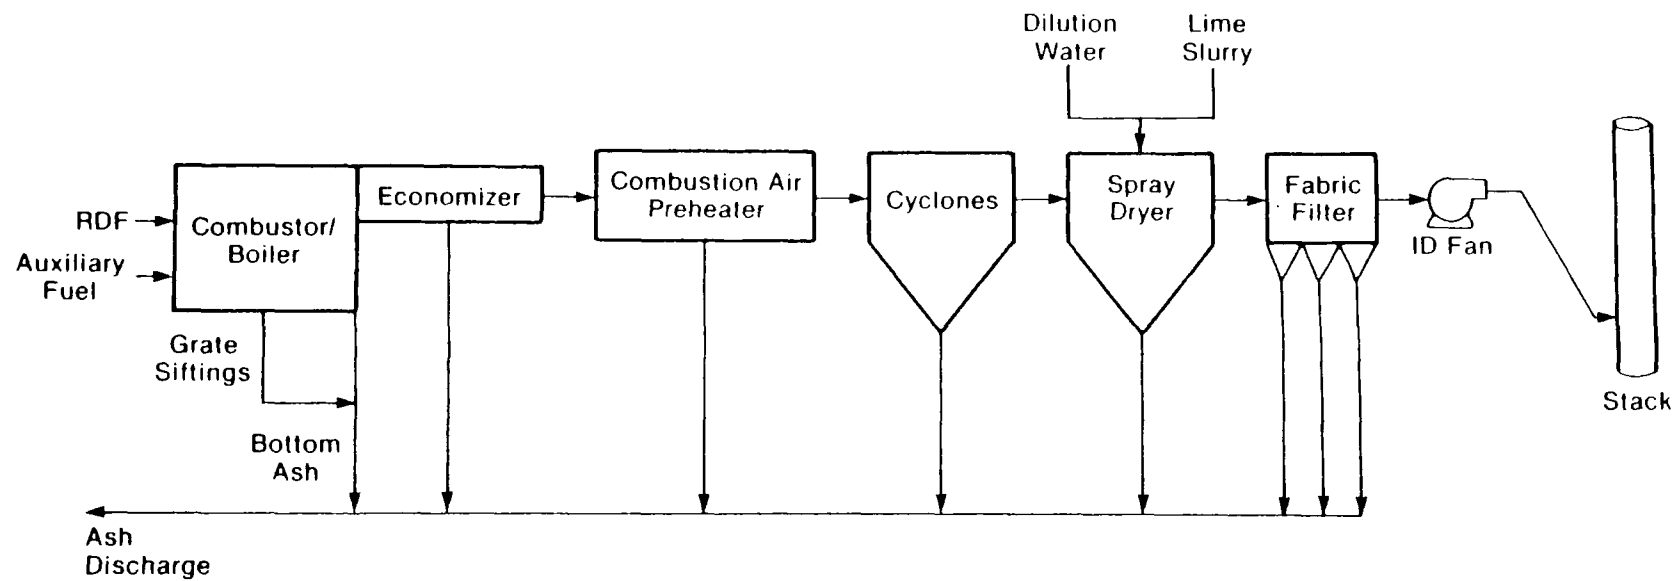 Dilution
Water
Lime
Slurry
RDF
Auxiliary
Fuel
Combustor/
Boiler
Economizer
Combustion Air
Preheater
Cyclones
Spray
Dryer
Fabric
Filter
ID Fan
Stack
Grate
Siftings
Bottom
Ash
Ash
Discharge